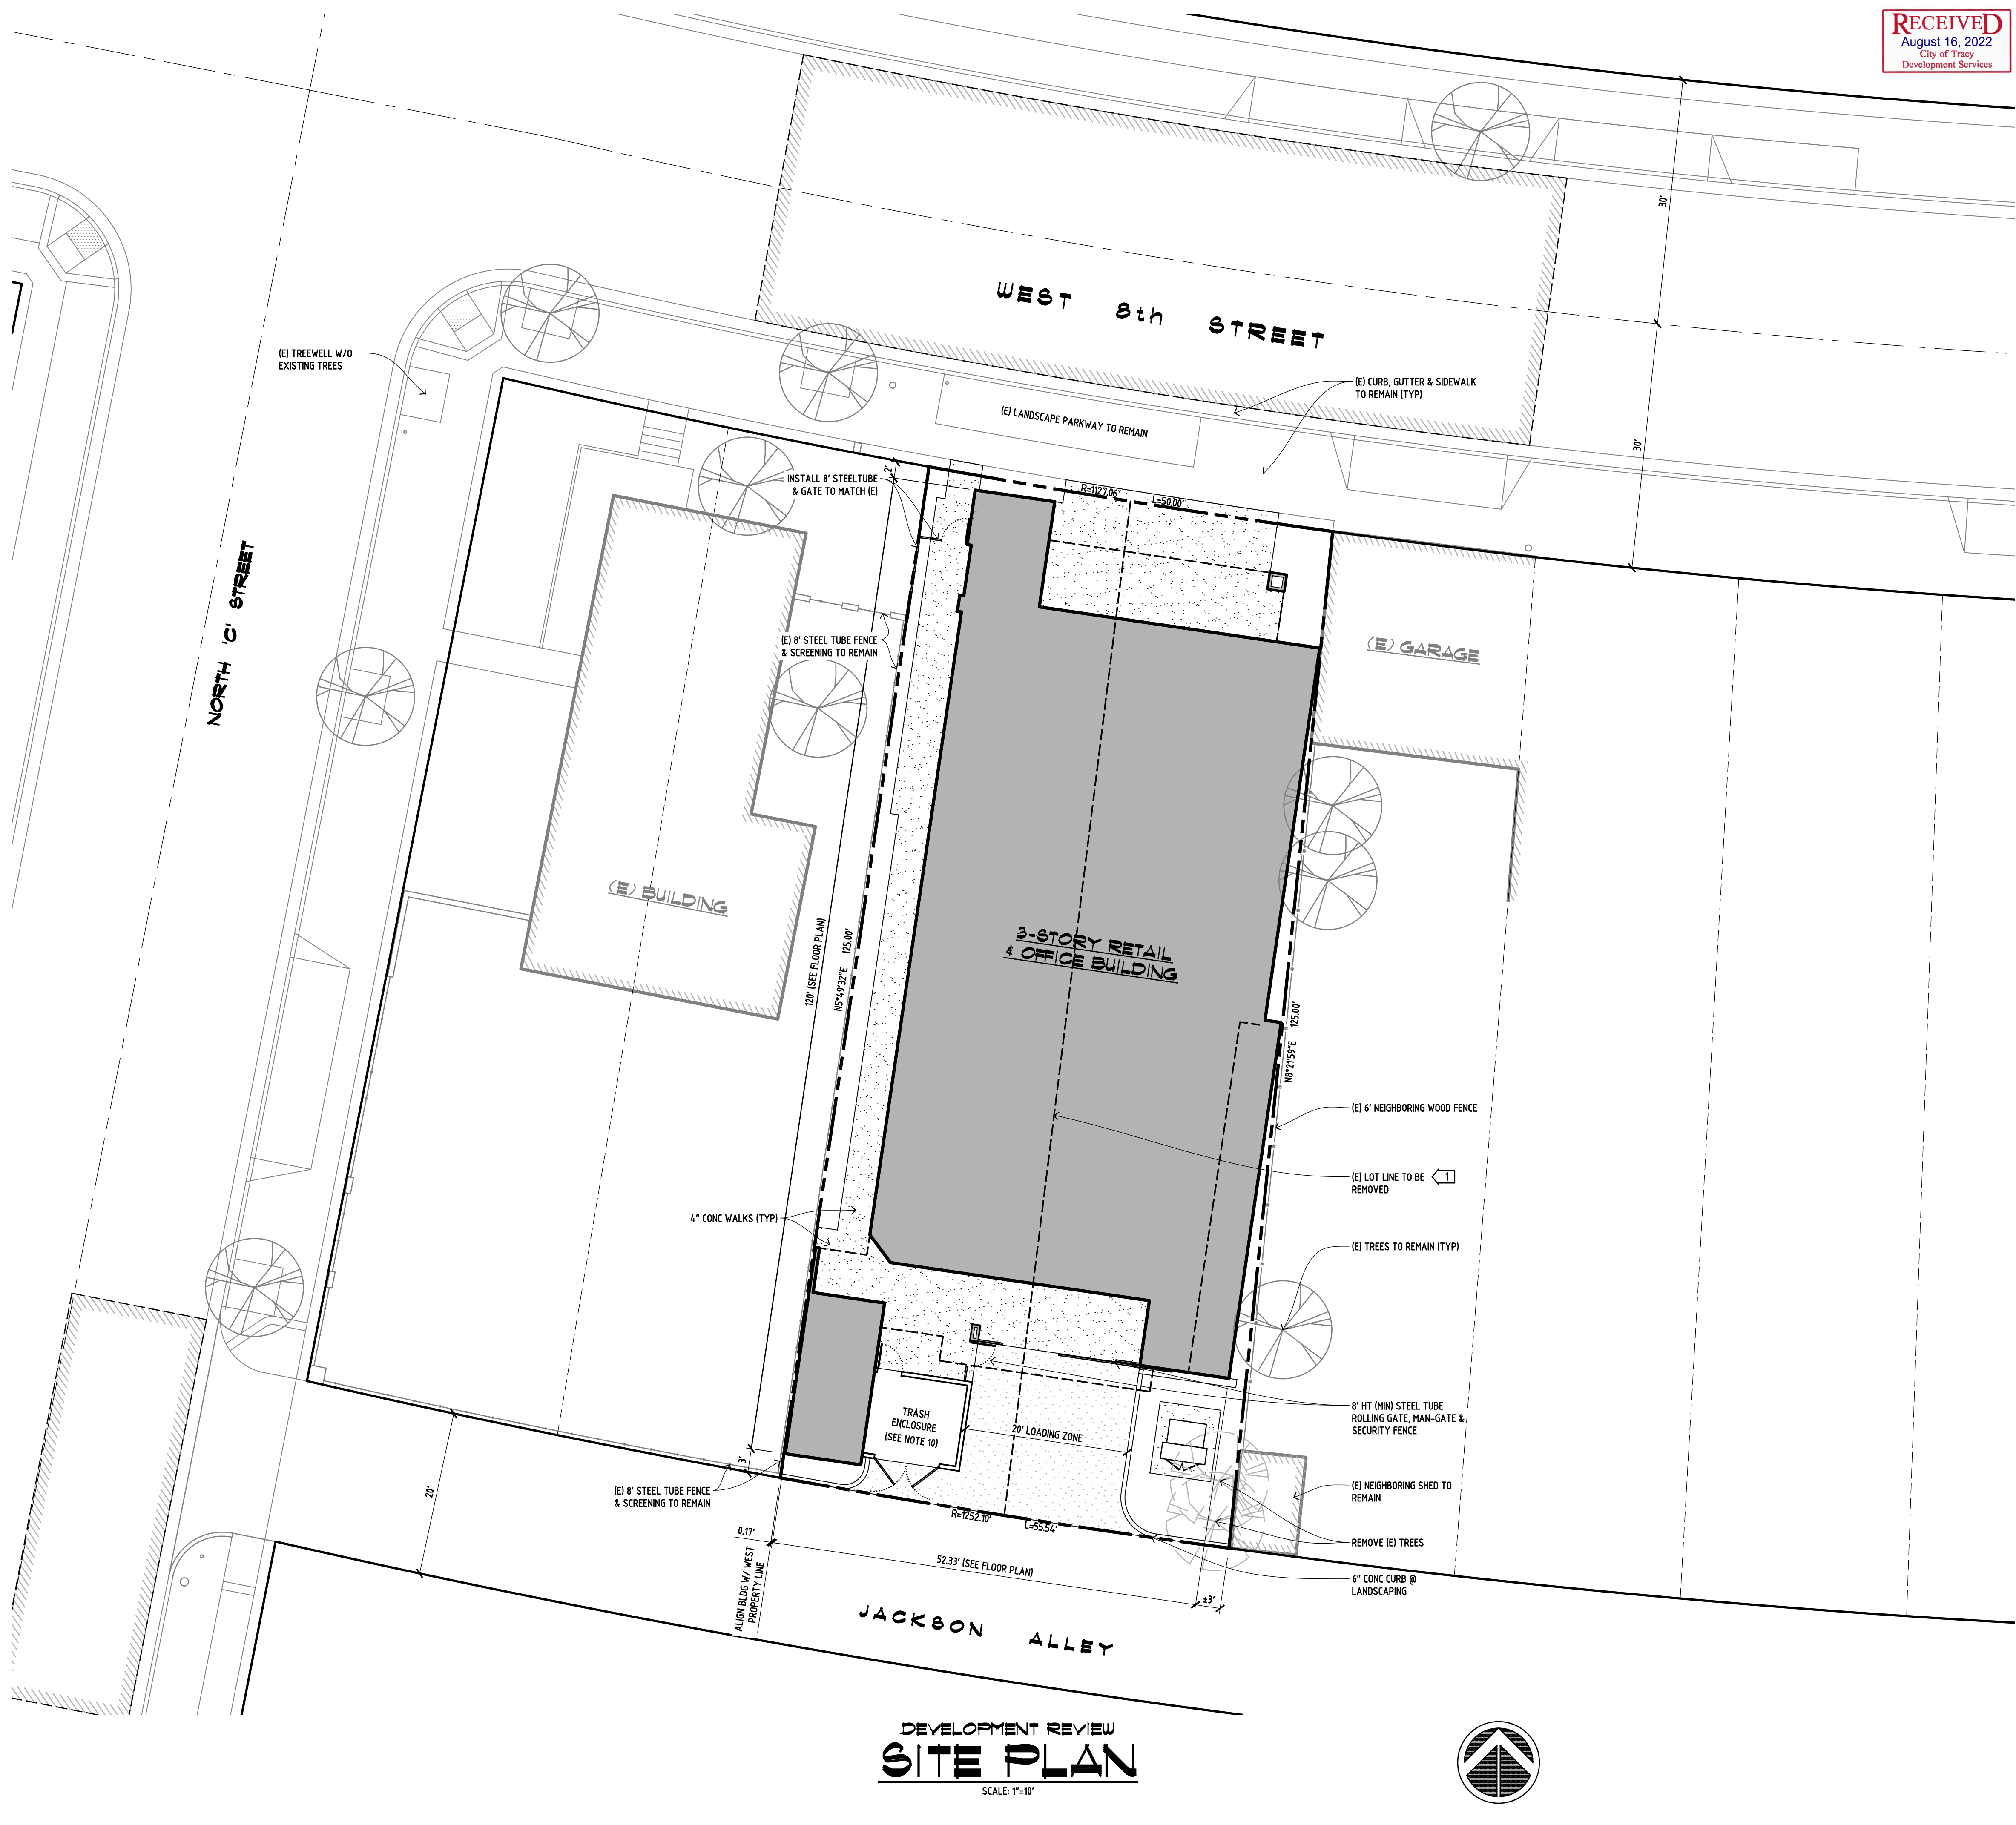 RECEIVED
August 16, 2022
City of Tracy
Development Services
30'
WEST 8th STREET
(E) TREEWELL W/O
EXISTING TREES
(E) CURB, GUTTER & SIDEWALK
TO REMAIN (TYP)
(E) LANDSCAPE PARKWAY TO REMAIN
30'
2'
INSTALL 8' STEELTUBE
& GATE TO MATCH (E)
R=1127.06'
L=50.00'
NORTH 'C' STREET
(E) 8' STEEL TUBE FENCE
& SCREENING TO REMAIN
(E) GARAGE
(E) BUILDING
120' (SEE FLOOR PLAN)
N5°49'32"E 125.00'
3-STORY RETAIL
& OFFICE BUILDING
N8°21'59"E 125.00'
(E) 6' NEIGHBORING WOOD FENCE
(E) LOT LINE TO BE
REMOVED
1
4" CONC WALKS (TYP)
(E) TREES TO REMAIN (TYP)
TRASH
ENCLOSURE
(SEE NOTE 10)
20' LOADING ZONE
8' HT (MIN) STEEL TUBE
ROLLING GATE, MAN-GATE &
SECURITY FENCE
3'
20'
(E) 8' STEEL TUBE FENCE
& SCREENING TO REMAIN
(E) NEIGHBORING SHED TO
REMAIN
R=1252.10'
L=55.54'
REMOVE (E) TREES
0.17'
ALIGN BLDG W/ WEST
PROPERTY LINE
52.33' (SEE FLOOR PLAN)
±3'
6" CONC CURB @
LANDSCAPING
JACKSON ALLEY
DEVELOPMENT REVIEW
SITE PLAN
SCALE: 1"=10'